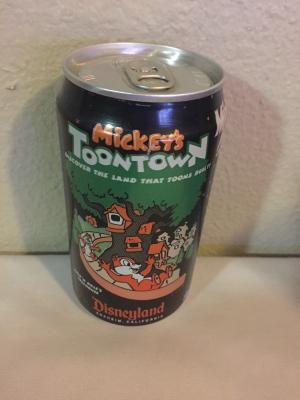 MICKEY'S
TOONTOWN
DISCOVER THE LAND THAT TOONS BUILT
Disneyland
ANAHEIM, CALIFORNIA